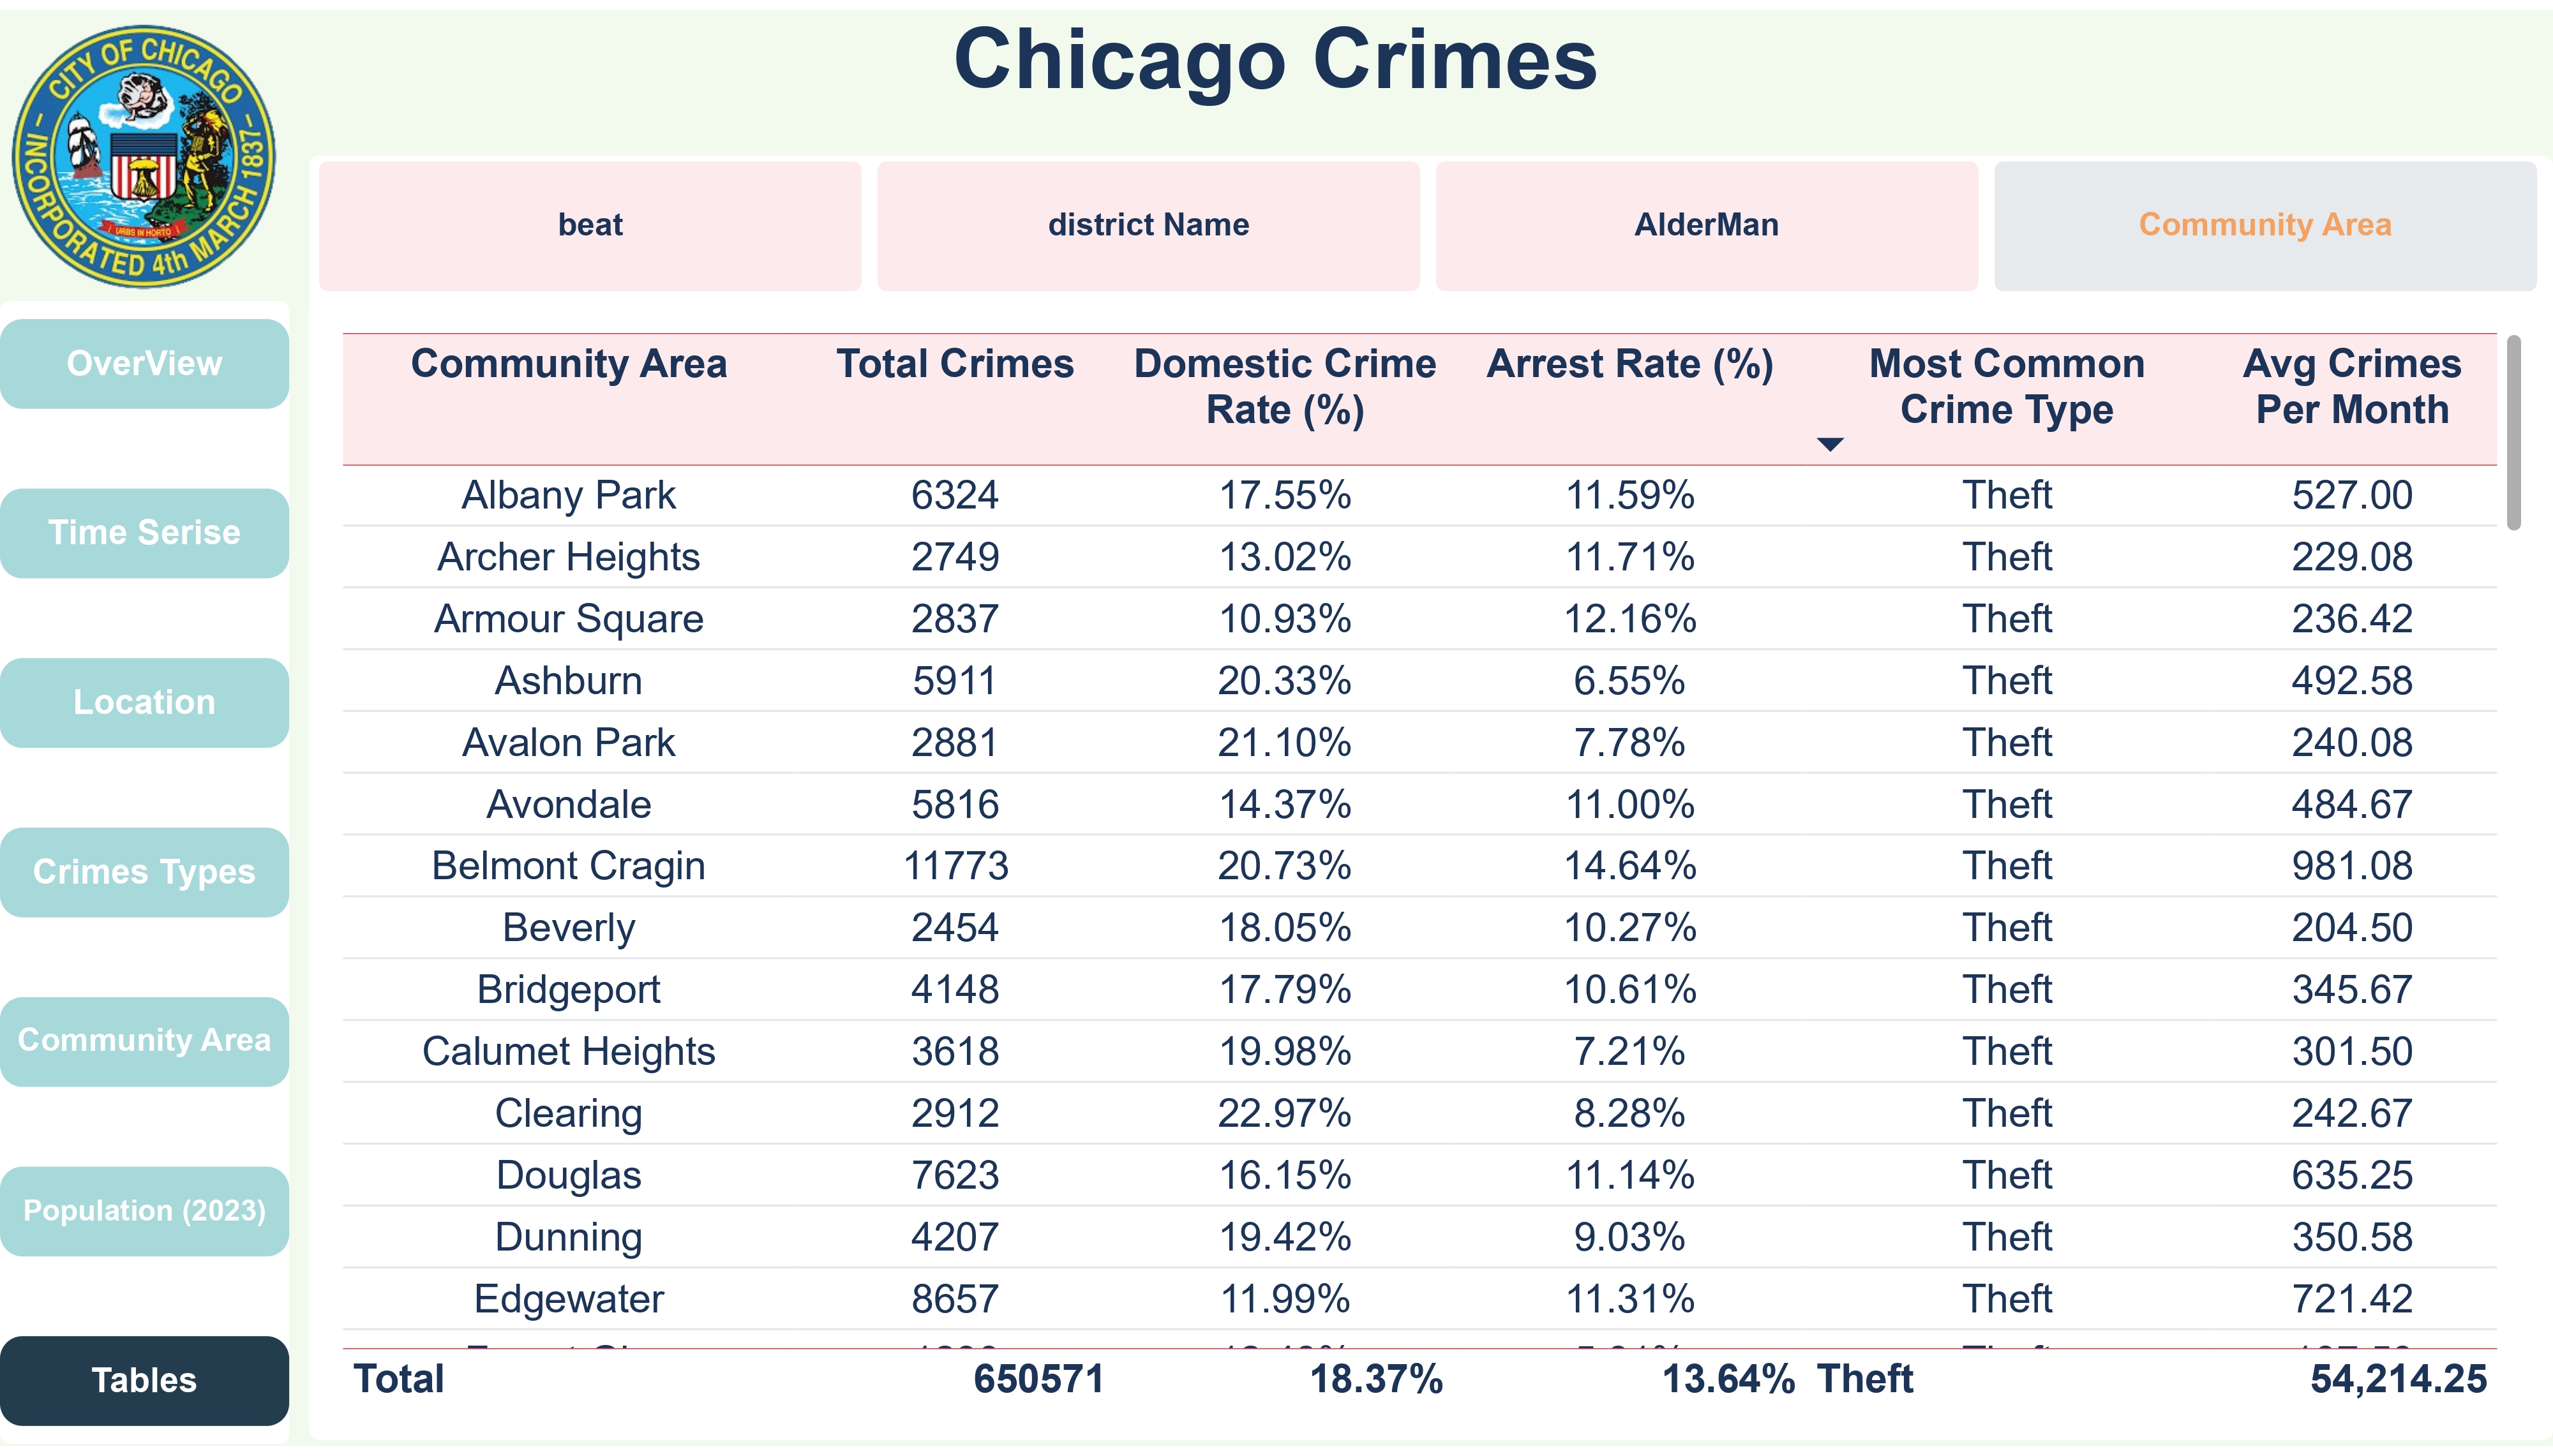 Chicago Crimes
CITY OF CHICAGO
INCORPORATED 4th MARCH 1837
URBS IN HORTO
beat
district Name
AlderMan
Community Area
OverView
Time Serise
Location
Crimes Types
Community Area
Population (2023)
Tables
Community Area Total Crimes Domestic Crime Rate (%) Arrest Rate (%) Most Common Crime Type Avg Crimes Per Month
Albany Park 6324 17.55% 11.59% Theft 527.00
Archer Heights 2749 13.02% 11.71% Theft 229.08
Armour Square 2837 10.93% 12.16% Theft 236.42
Ashburn 5911 20.33% 6.55% Theft 492.58
Avalon Park 2881 21.10% 7.78% Theft 240.08
Avondale 5816 14.37% 11.00% Theft 484.67
Belmont Cragin 11773 20.73% 14.64% Theft 981.08
Beverly 2454 18.05% 10.27% Theft 204.50
Bridgeport 4148 17.79% 10.61% Theft 345.67
Calumet Heights 3618 19.98% 7.21% Theft 301.50
Clearing 2912 22.97% 8.28% Theft 242.67
Douglas 7623 16.15% 11.14% Theft 635.25
Dunning 4207 19.42% 9.03% Theft 350.58
Edgewater 8657 11.99% 11.31% Theft 721.42
Total 650571 18.37% 13.64% Theft 54,214.25